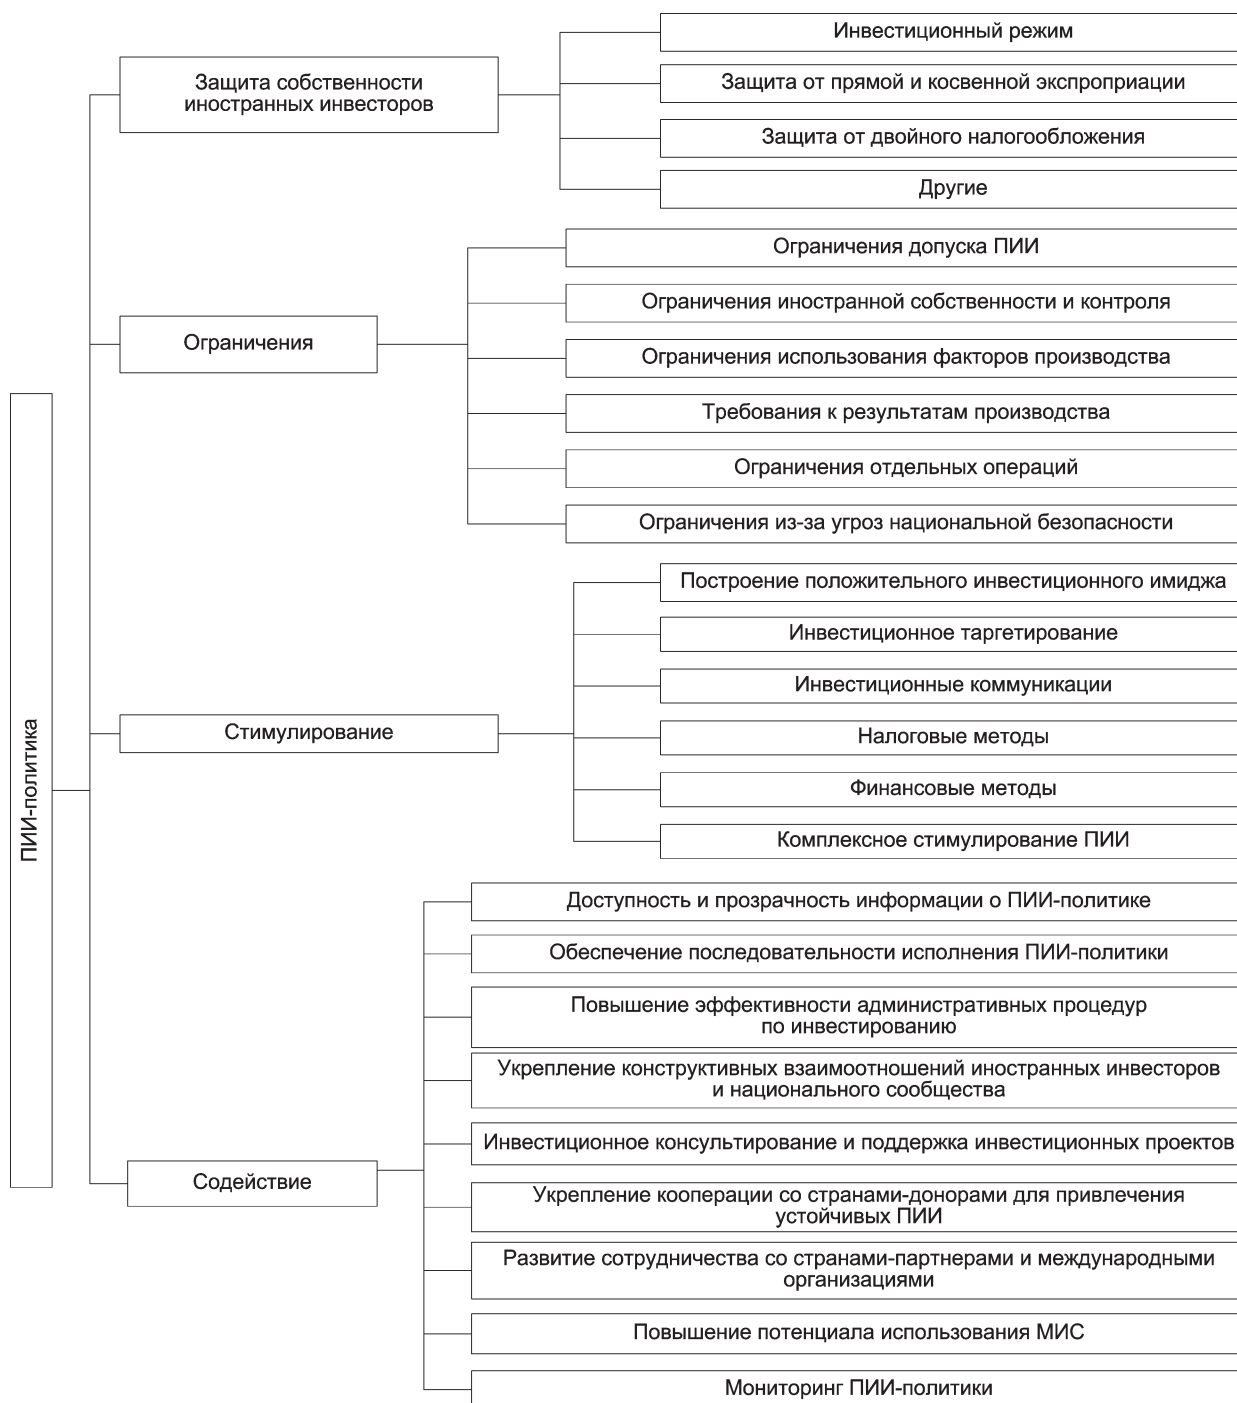 ПИИ-политика
Защита собственности
иностранных инвесторов
Инвестиционный режим
Защита от прямой и косвенной экспроприации
Защита от двойного налогообложения
Другие
Ограничения
Ограничения допуска ПИИ
Ограничения иностранной собственности и контроля
Ограничения использования факторов производства
Требования к результатам производства
Ограничения отдельных операций
Ограничения из-за угроз национальной безопасности
Стимулирование
Построение положительного инвестиционного имиджа
Инвестиционное таргетирование
Инвестиционные коммуникации
Налоговые методы
Финансовые методы
Комплексное стимулирование ПИИ
Содействие
Доступность и прозрачность информации о ПИИ-политике
Обеспечение последовательности исполнения ПИИ-политики
Повышение эффективности административных процедур
по инвестированию
Укрепление конструктивных взаимоотношений иностранных инвесторов
и национального сообщества
Инвестиционное консультирование и поддержка инвестиционных проектов
Укрепление кооперации со странами-донорами для привлечения
устойчивых ПИИ
Развитие сотрудничества со странами-партнерами и международными
организациями
Повышение потенциала использования МИС
Мониторинг ПИИ-политики